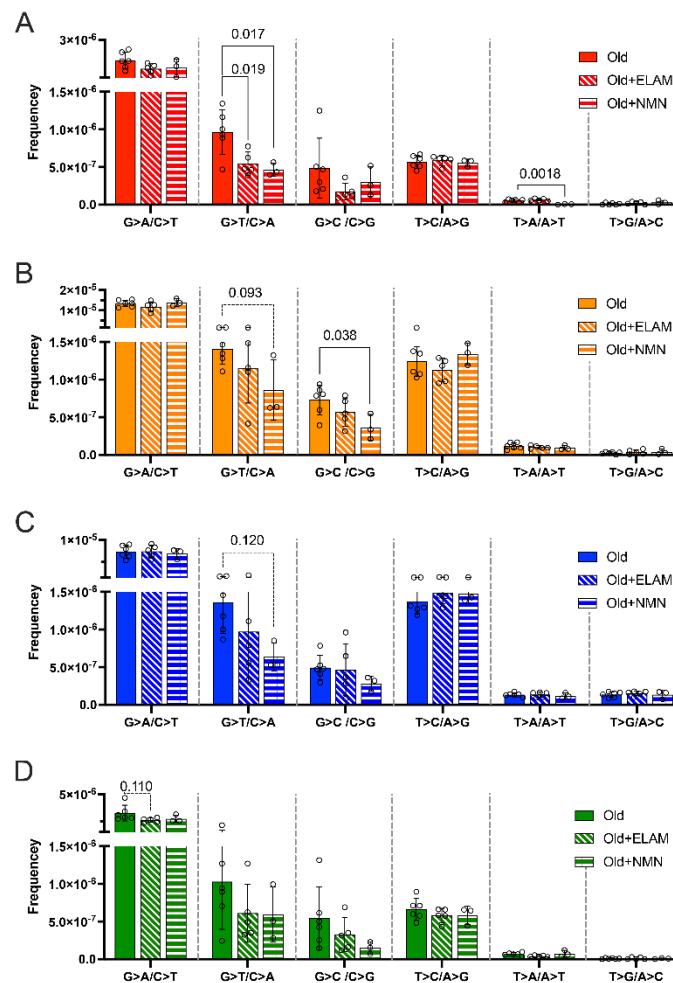 A
3×10⁻⁶
1.5×10⁻⁶
1.0×10⁻⁶
5.0×10⁻⁷
0.0
Frequencey
0.017
0.019
0.0018
Old
Old+ELAM
Old+NMN
G>A/C>T G>T/C>A G>C /C>G T>C/A>G T>A/A>T T>G/A>C
B
2×10⁻⁵
1×10⁻⁵
1.5×10⁻⁶
1.0×10⁻⁶
5.0×10⁻⁷
0.0
Frequencey
0.093
0.038
Old
Old+ELAM
Old+NMN
G>A/C>T G>T/C>A G>C /C>G T>C/A>G T>A/A>T T>G/A>C
C
1×10⁻⁵
1.5×10⁻⁶
1.0×10⁻⁶
5.0×10⁻⁷
0.0
Frequencey
0.120
Old
Old+ELAM
Old+NMN
G>A/C>T G>T/C>A G>C /C>G T>C/A>G T>A/A>T T>G/A>C
D
5×10⁻⁶
1.5×10⁻⁶
1.0×10⁻⁶
5.0×10⁻⁷
0.0
Frequencey
0.110
Old
Old+ELAM
Old+NMN
G>A/C>T G>T/C>A G>C /C>G T>C/A>G T>A/A>T T>G/A>C